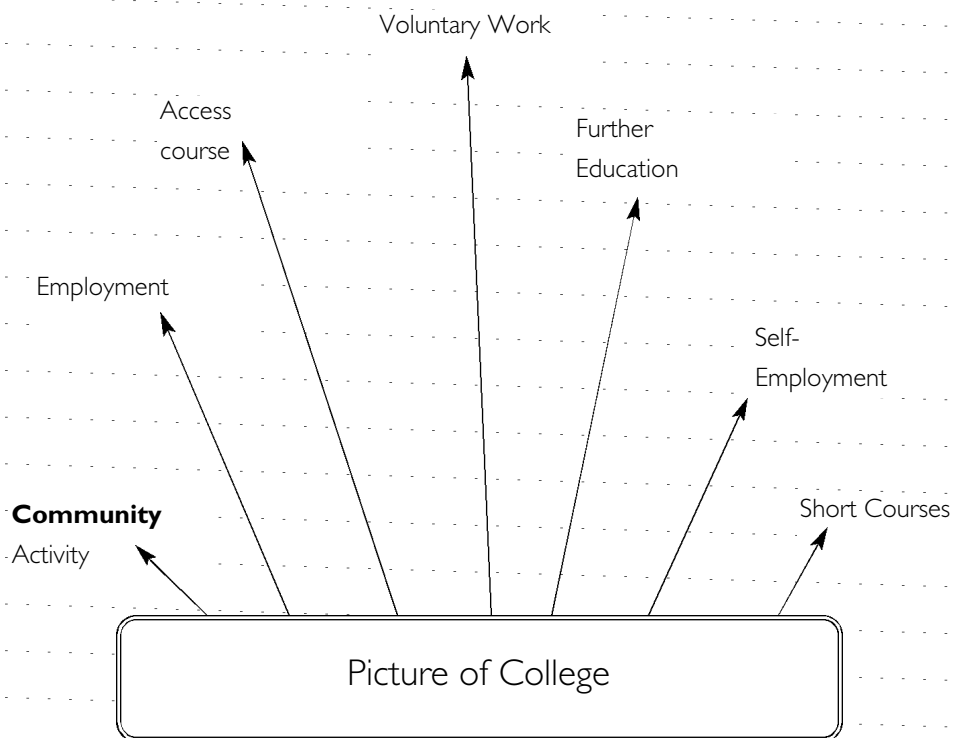 Voluntary Work
Access
course
Further
Education
Employment
Self-
Employment
Community
Activity
Short Courses
Picture of College